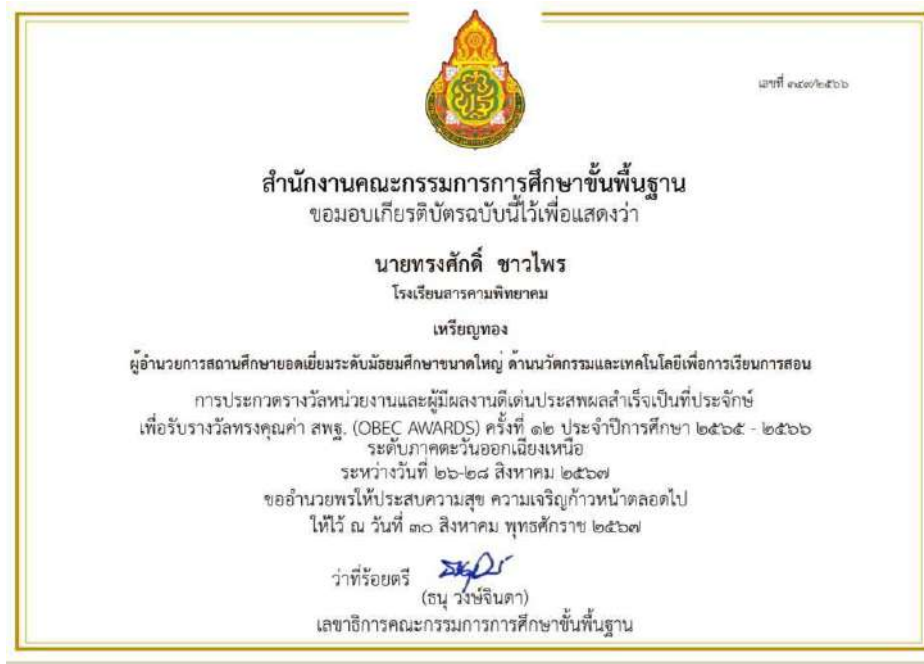 เลขที่
สำนักงานคณะกรรมการการศึกษาขั้นพื้นฐาน
ขอมอบเกียรติบัตรฉบับนี้ไว้เพื่อแสดงว่า
นายทรงศักดิ์ ชาวไพร
โรงเรียนสารคามพิทยาคม
เหรียญทอง
ผู้อำนวยการสถานศึกษายอดเยี่ยมระดับมัธยมศึกษาขนาดใหญ่ ด้านนวัตกรรมและเทคโนโลยีเพื่อการเรียนการสอน
การประกวดรางวัลหน่วยงานและผู้มีผลงานดีเด่นประสพผลสำเร็จเป็นที่ประจักษ์
เพื่อรับรางวัลทรงคุณค่า สพฐ. (OBEC AWARDS) ครั้งที่ ๑๒ ประจำปีการศึกษา ๒๕๖๕ - ๒๕๖๖
ระดับภาคตะวันออกเฉียงเหนือ
ระหว่างวันที่ ๒๖-๒๘ สิงหาคม ๒๕๖๗
ขออำนวยพรให้ประสบความสุข ความเจริญก้าวหน้าตลอดไป
ให้ไว้ ณ วันที่ ๓๐ สิงหาคม พุทธศักราช ๒๕๖๗
ว่าที่ร้อยตรี
(ธนุ วงษ์จินดา)
เลขาธิการคณะกรรมการการศึกษาขั้นพื้นฐาน